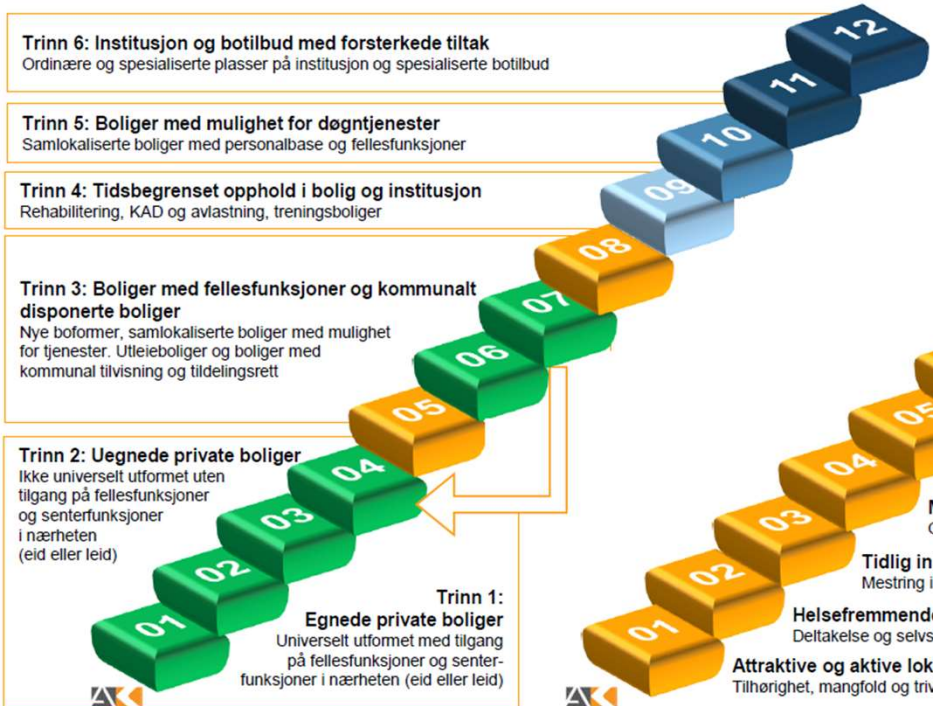 Trinn 6: Institusjon og botilbud med forsterkede tiltak
Ordinære og spesialiserte plasser på institusjon og spesialiserte botilbud
Trinn 5: Boliger med mulighet for døgntjenester
Samlokaliserte boliger med personalbase og fellesfunksjoner
Trinn 4: Tidsbegrenset opphold i bolig og institusjon
Rehabilitering, KAD og avlastning, treningsboliger
Trinn 3: Boliger med fellesfunksjoner og kommunalt
disponerte boliger
Nye boformer, samlokaliserte boliger med mulighet
for tjenester. Utleieboliger og boliger med
kommunal tilvisning og tildelingsrett
Trinn 2: Uegnede private boliger
Ikke universelt utformet uten
tilgang på fellesfunksjoner
og senterfunksjoner
i nærheten
(eid eller leid)
Trinn 1:
Egnede private boliger
Universelt utformet med tilgang
på fellesfunksjoner og senter-
funksjoner i nærheten (eid eller leid)
12
11
10
09
08
07
06
05
04
03
02
01
05
04
03
02
01
Tidlig in
Mestring i
Helsefremmende
Deltakelse og selvs
Attraktive og aktive lok
Tilhørighet, mangfold og triv